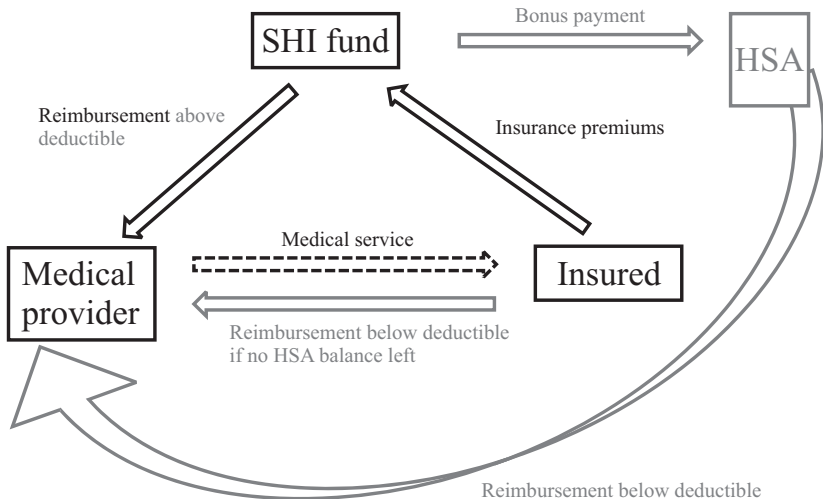 Bonus payment
SHI fund
HSA
Reimbursement above
deductible
Insurance premiums
Medical service
Medical
provider
Insured
Reimbursement below deductible
if no HSA balance left
Reimbursement below deductible